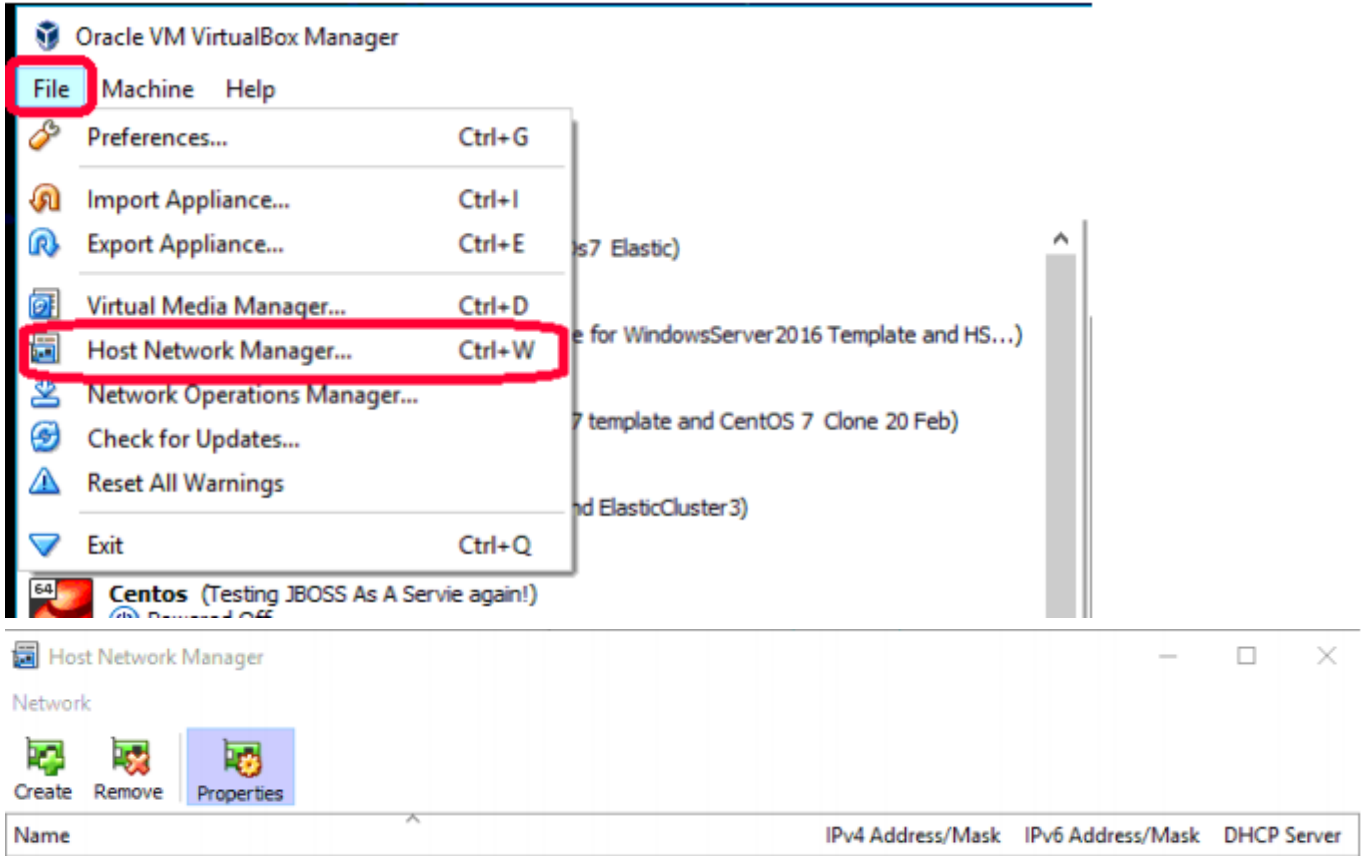 Oracle VM VirtualBox Manager
File Machine Help
Preferences... Ctrl+G
Import Appliance... Ctrl+I
Export Appliance... Ctrl+E
s7 Elastic)
Virtual Media Manager... Ctrl+D
e for WindowsServer2016 Template and HS...)
Host Network Manager... Ctrl+W
Network Operations Manager...
7 template and CentOS 7 Clone 20 Feb)
Check for Updates...
Reset All Warnings
nd ElasticCluster3)
Exit Ctrl+Q
64 Centos (Testing JBOSS As A Servie again!)
Powered Off
Host Network Manager
Network
Create Remove Properties
Name IPv4 Address/Mask IPv6 Address/Mask DHCP Server